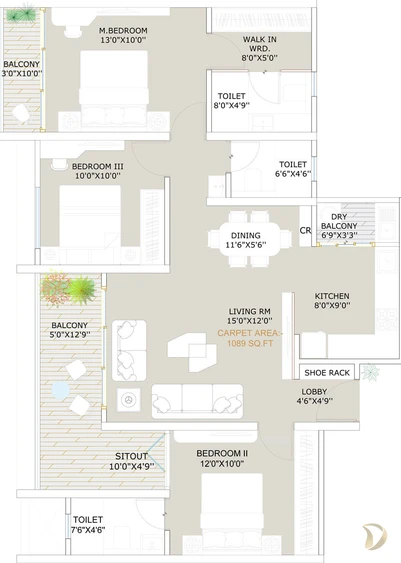 M.BEDROOM
13'0"X10'0"
WALK IN
WRD.
8'0"X5'0"
BALCONY
3'0"X10'0"
TOILET
8'0"X4'9"
BEDROOM III
10'0"X10'0"
TOILET
6'6"X4'6"
DINING
11'6"X5'6"
CR
DRY
BALCONY
6'9"X3'3"
KITCHEN
8'0"X9'0"
LIVING RM
15'0"X12'0"
CARPET AREA:-
1089 SQ.FT
BALCONY
5'0"X12'9"
SHOE RACK
LOBBY
4'6"X4'9"
SITOUT
10'0"X4'9"
BEDROOM II
12'0"X10'0"
TOILET
7'6"X4'6"